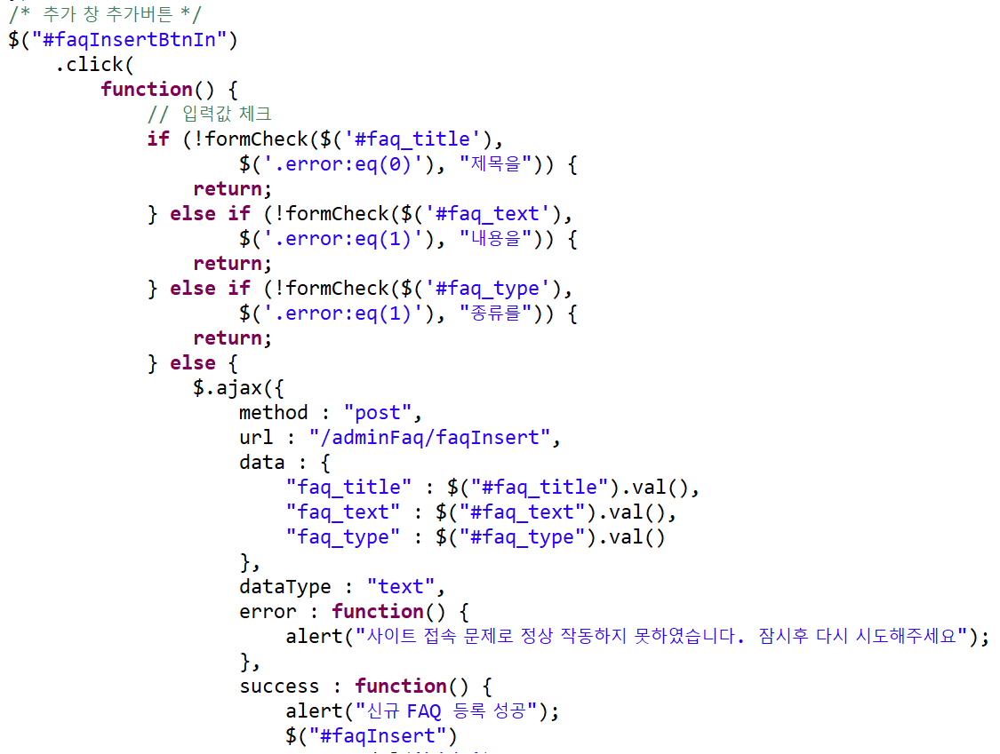 /* 추가 창 추가버튼 */
$("#faqInsertBtnIn")
    .click(
        function() {
            // 입력값 체크
            if (!formCheck($('#faq_title'),
                    $('.error:eq(0)'), "제목을")) {
                return;
            } else if (!formCheck($('#faq_text'),
                    $('.error:eq(1)'), "내용을")) {
                return;
            } else if (!formCheck($('#faq_type'),
                    $('.error:eq(1)'), "종류를")) {
                return;
            } else {
                $.ajax({
                    method : "post",
                    url : "/adminFaq/faqInsert",
                    data : {
                        "faq_title" : $("#faq_title").val(),
                        "faq_text" : $("#faq_text").val(),
                        "faq_type" : $("#faq_type").val()
                    },
                    dataType : "text",
                    error : function() {
                        alert("사이트 접속 문제로 정상 작동하지 못하였습니다. 잠시후 다시 시도해주세요");
                    },
                    success : function() {
                        alert("신규 FAQ 등록 성공");
                        $("#faqInsert")